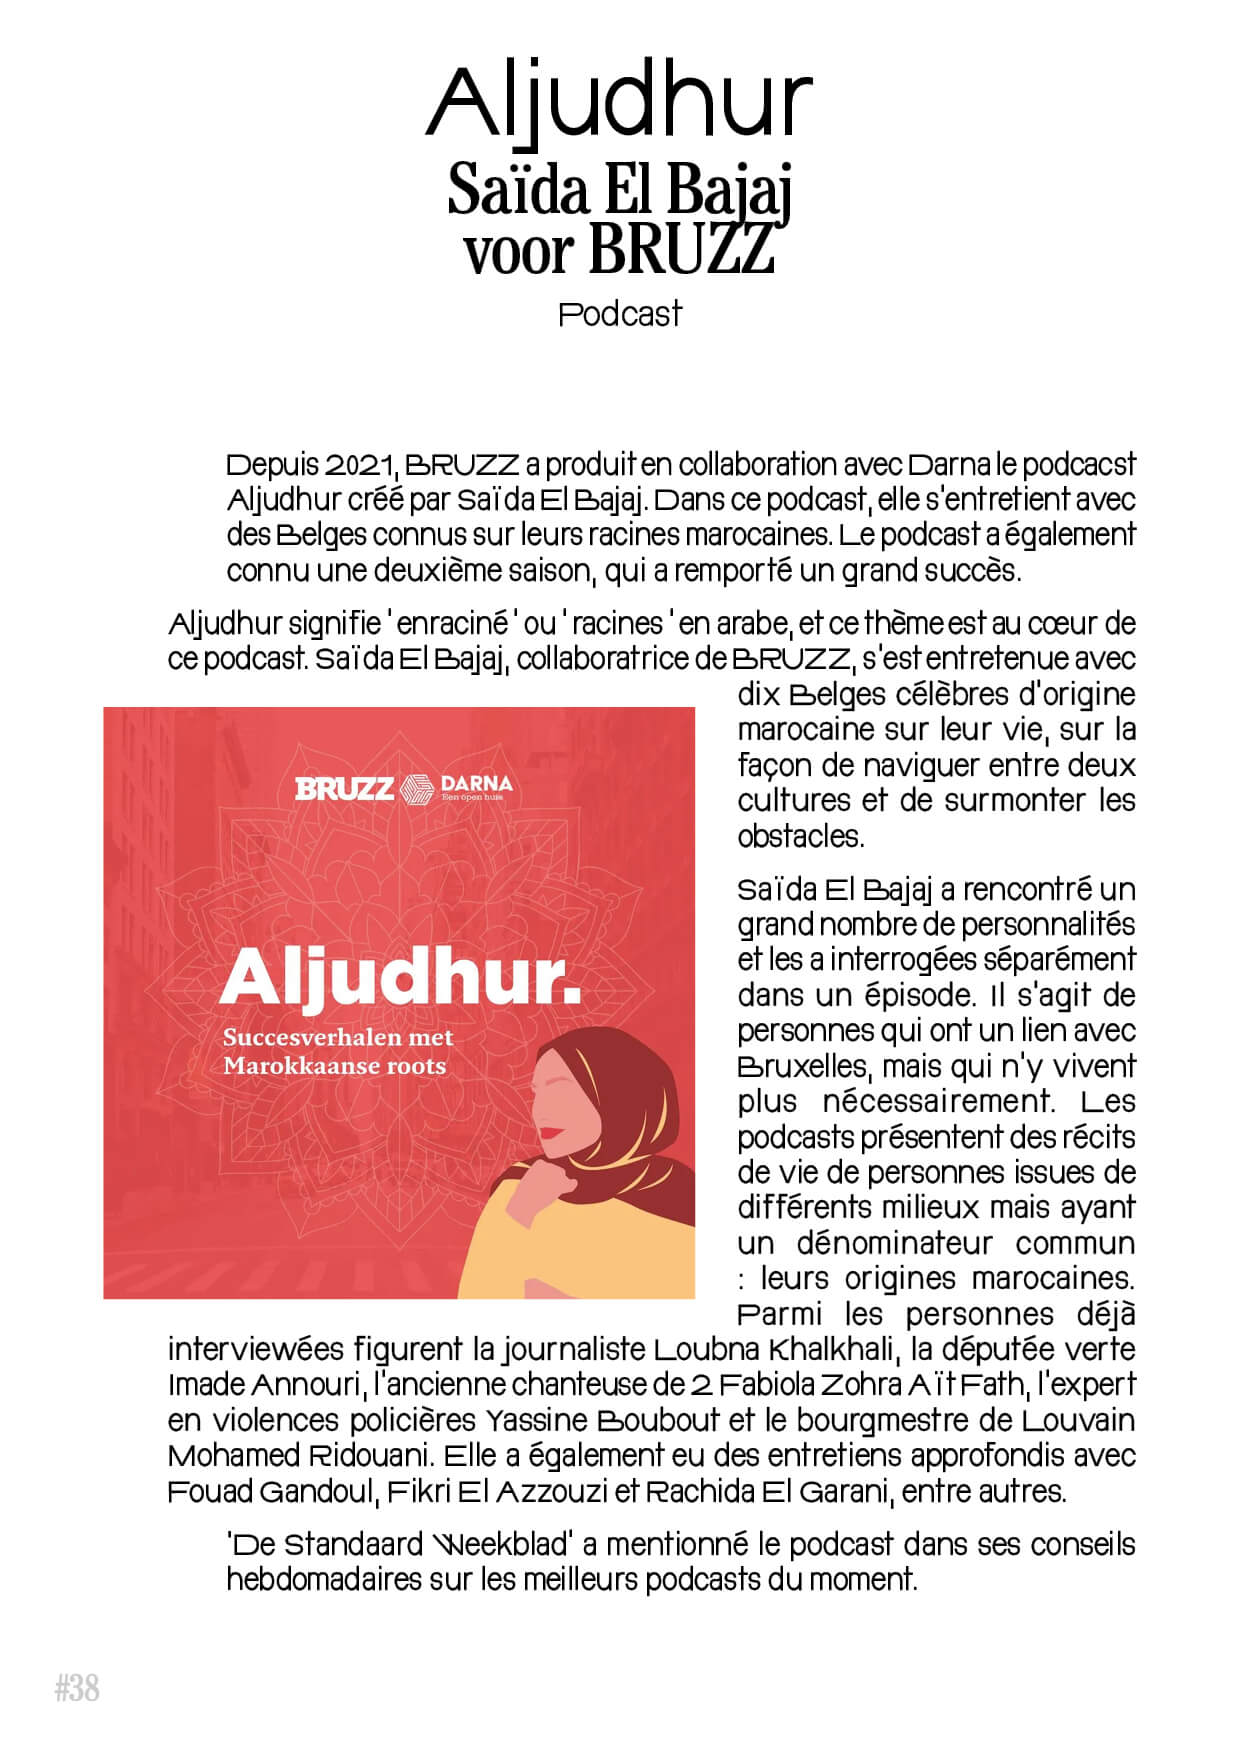 Aljudhur
Saïda El Bajaj
voor BRUZZ
Podcast
Depuis 2021, BRUZZ a produit en collaboration avec Darna le podcacst
Aljudhur créé par Saïda El Bajaj. Dans ce podcast, elle s'entretient avec
des Belges connus sur leurs racines marocaines. Le podcast a également
connu une deuxième saison, qui a remporté un grand succès.
Aljudhur signifie ' enraciné ' ou ' racines ' en arabe, et ce thème est au cœur de
ce podcast. Saïda El Bajaj, collaboratrice de BRUZZ, s'est entretenue avec
dix Belges célèbres d'origine
marocaine sur leur vie, sur la
façon de naviguer entre deux
cultures et de surmonter les
obstacles.
BRUZZ DARNA
Een open huis
Aljudhur.
Succesverhalen met
Marokkaanse roots
Saïda El Bajaj a rencontré un
grand nombre de personnalités
et les a interrogées séparément
dans un épisode. Il s'agit de
personnes qui ont un lien avec
Bruxelles, mais qui n'y vivent
plus nécessairement. Les
podcasts présentent des récits
de vie de personnes issues de
différents milieux mais ayant
un dénominateur commun
: leurs origines marocaines.
Parmi les personnes déjà
interviewées figurent la journaliste Loubna Khalkhali, la députée verte
Imade Annouri, l'ancienne chanteuse de 2 Fabiola Zohra Aït Fath, l'expert
en violences policières Yassine Boubout et le bourgmestre de Louvain
Mohamed Ridouani. Elle a également eu des entretiens approfondis avec
Fouad Gandoul, Fikri El Azzouzi et Rachida El Garani, entre autres.
'De Standaard Weekblad' a mentionné le podcast dans ses conseils
hebdomadaires sur les meilleurs podcasts du moment.
#38